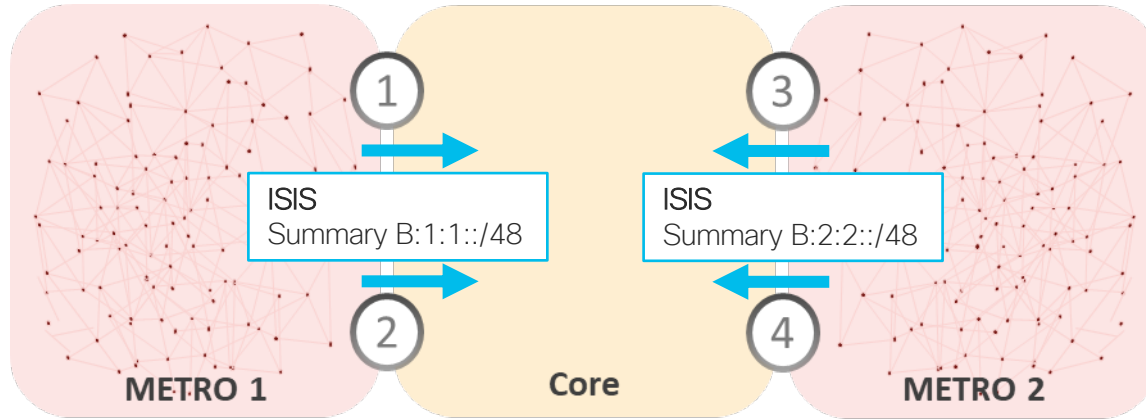 1
3
ISIS
Summary B:1:1::/48
ISIS
Summary B:2:2::/48
2
4
METRO 1
Core
METRO 2